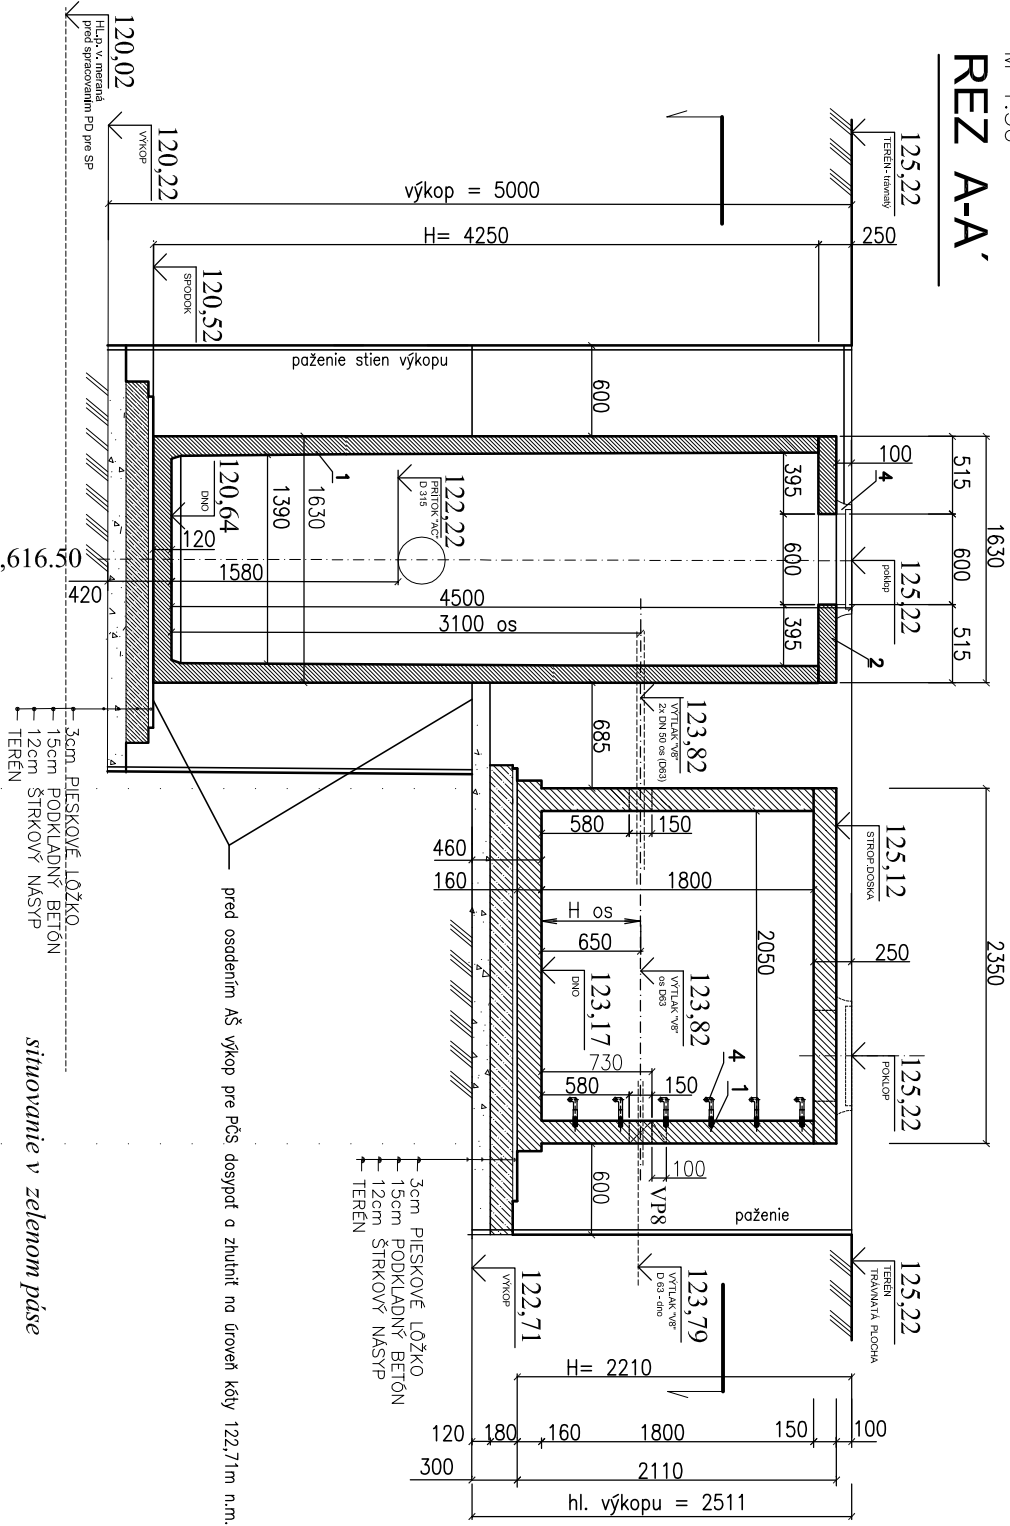 REZ A-A´
125,22
TERÉN-trávnatý
120,02
HL.p.v. meraná
pred spracovaním PD pre SP
120,22
VÝKOP
výkop = 5000
H= 4250
250
120,52
SPODOK
paženie stien výkopu
600
1630
515
600
515
100
4
125,22
poklop
2
395
600
395
1
1630
1390
120,64
DNO
120
122,22
PRÍTOK "AC"
D 315
1580
4500
3100 os
,616.50
420
3cm PIESKOVÉ LÔŽKO
15cm PODKLADNÝ BETÓN
12cm ŠTRKOVÝ NÁSYP
TERÉN
685
123,82
VÝTLAK "V8"
2x DN 50 os (D63)
2350
125,12
STROP.DOSKA
250
125,22
POKLOP
580
150
460
160
1800
H os
650
2050
123,17
DNO
123,82
VÝTLAK "V8"
os D63
730
580
150
4
1
100
VP8
600
paženie
3cm PIESKOVÉ LÔŽKO
15cm PODKLADNÝ BETÓN
12cm ŠTRKOVÝ NÁSYP
TERÉN
pred osadením AŠ výkop pre PČS dosypať a zhutniť na úroveň kóty 122,71m n.m.
situovanie v zelenom páse
122,71
VÝKOP
123,79
VÝTLAK "V8"
D 63 - dno
125,22
TERÉN
TRÁVNATÁ PLOCHA
H= 2210
120
180
160
1800
150
100
300
2110
hl. výkopu = 2511